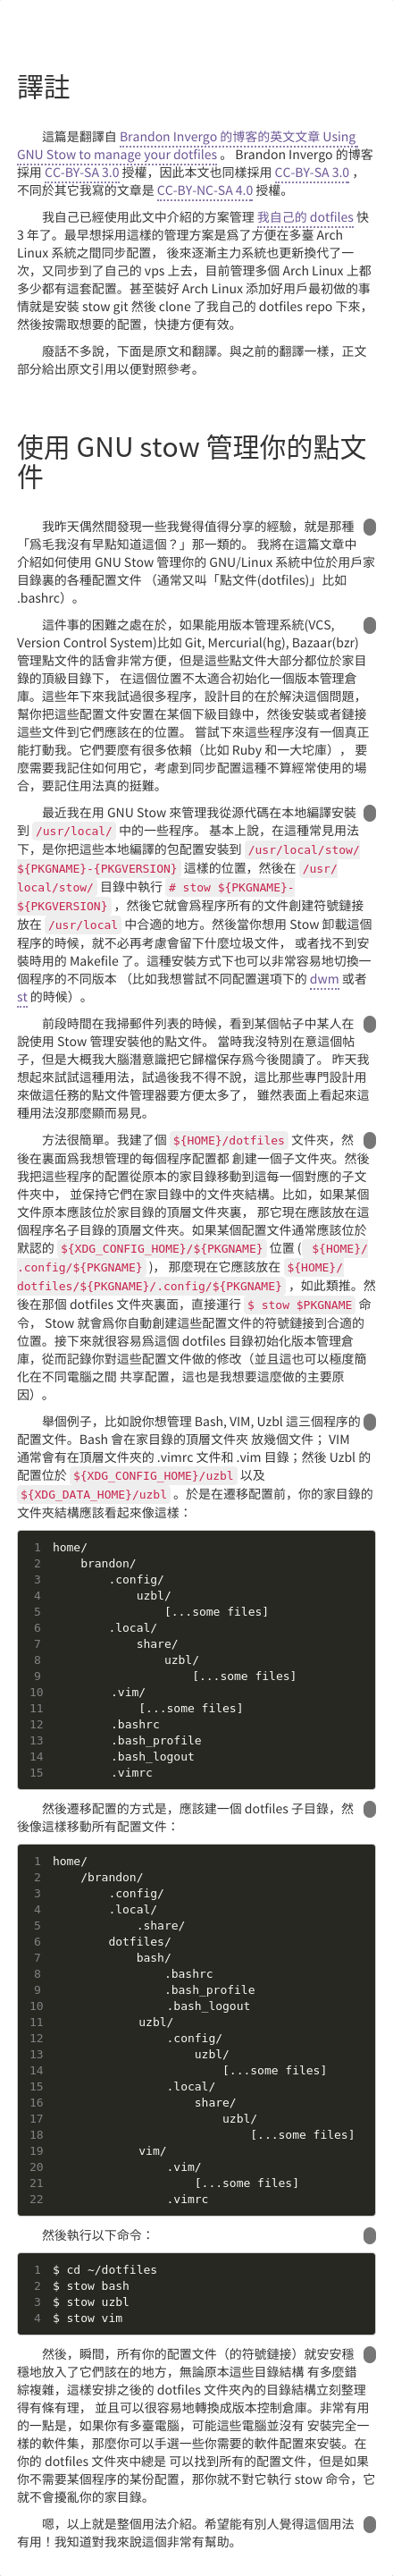 譯註
這篇是翻譯自 Brandon Invergo 的博客的英文文章 Using
GNU Stow to manage your dotfiles 。 Brandon Invergo 的博客
採用 CC-BY-SA 3.0 授權，因此本文也同樣採用 CC-BY-SA 3.0 ，
不同於其它我寫的文章是 CC-BY-NC-SA 4.0 授權。
我自己已經使用此文中介紹的方案管理 我自己的 dotfiles 快
3 年了。最早想採用這樣的管理方案是爲了方便在多臺 Arch
Linux 系統之間同步配置， 後來逐漸主力系統也更新換代了一
次，又同步到了自己的 vps 上去，目前管理多個 Arch Linux 上都
多少都有這套配置。甚至裝好 Arch Linux 添加好用戶最初做的事
情就是安裝 stow git 然後 clone 了我自己的 dotfiles repo 下來，
然後按需取想要的配置，快捷方便有效。
廢話不多說，下面是原文和翻譯。與之前的翻譯一樣，正文
部分給出原文引用以便對照參考。
使用 GNU stow 管理你的點文
件
我昨天偶然間發現一些我覺得值得分享的經驗，就是那種
「爲毛我沒有早點知道這個？」那一類的。 我將在這篇文章中
介紹如何使用 GNU Stow 管理你的 GNU/Linux 系統中位於用戶家
目錄裏的各種配置文件 （通常又叫「點文件(dotfiles)」比如
.bashrc）。
這件事的困難之處在於，如果能用版本管理系統(VCS,
Version Control System)比如 Git, Mercurial(hg), Bazaar(bzr)
管理點文件的話會非常方便，但是這些點文件大部分都位於家目
錄的頂級目錄下， 在這個位置不太適合初始化一個版本管理倉
庫。這些年下來我試過很多程序，設計目的在於解決這個問題，
幫你把這些配置文件安置在某個下級目錄中，然後安裝或者鏈接
這些文件到它們應該在的位置。 嘗試下來這些程序沒有一個真正
能打動我。它們要麼有很多依賴（比如 Ruby 和一大坨庫）， 要
麼需要我記住如何用它，考慮到同步配置這種不算經常使用的場
合，要記住用法真的挺難。
最近我在用 GNU Stow 來管理我從源代碼在本地編譯安裝
到 /usr/local/ 中的一些程序。 基本上說，在這種常見用法
下，是你把這些本地編譯的包配置安裝到 /usr/local/stow/
${PKGNAME}-{PKGVERSION} 這樣的位置，然後在 /usr/
local/stow/ 目錄中執行 # stow ${PKGNAME}-
${PKGVERSION} ，然後它就會爲程序所有的文件創建符號鏈接
放在 /usr/local 中合適的地方。然後當你想用 Stow 卸載這個
程序的時候，就不必再考慮會留下什麼垃圾文件， 或者找不到安
裝時用的 Makefile 了。這種安裝方式下也可以非常容易地切換一
個程序的不同版本 （比如我想嘗試不同配置選項下的 dwm 或者
st 的時候）。
前段時間在我掃郵件列表的時候，看到某個帖子中某人在
說使用 Stow 管理安裝他的點文件。 當時我沒特別在意這個帖
子，但是大概我大腦潛意識把它歸檔保存爲今後閱讀了。 昨天我
想起來試試這種用法，試過後我不得不說，這比那些專門設計用
來做這任務的點文件管理器要方便太多了， 雖然表面上看起來這
種用法沒那麼顯而易見。
方法很簡單。我建了個 ${HOME}/dotfiles 文件夾，然
後在裏面爲我想管理的每個程序配置都 創建一個子文件夾。然後
我把這些程序的配置從原本的家目錄移動到這每一個對應的子文
件夾中， 並保持它們在家目錄中的文件夾結構。比如，如果某個
文件原本應該位於家目錄的頂層文件夾裏， 那它現在應該放在這
個程序名子目錄的頂層文件夾。如果某個配置文件通常應該位於
默認的 ${XDG_CONFIG_HOME}/${PKGNAME} 位置 ( ${HOME}/
.config/${PKGNAME} )， 那麼現在它應該放在 ${HOME}/
dotfiles/${PKGNAME}/.config/${PKGNAME} ，如此類推。然
後在那個 dotfiles 文件夾裏面，直接運行 $ stow $PKGNAME 命
令， Stow 就會爲你自動創建這些配置文件的符號鏈接到合適的
位置。接下來就很容易爲這個 dotfiles 目錄初始化版本管理倉
庫，從而記錄你對這些配置文件做的修改（並且這也可以極度簡
化在不同電腦之間 共享配置，這也是我想要這麼做的主要原
因）。
舉個例子，比如說你想管理 Bash, VIM, Uzbl 這三個程序的
配置文件。Bash 會在家目錄的頂層文件夾 放幾個文件； VIM
通常會有在頂層文件夾的 .vimrc 文件和 .vim 目錄；然後 Uzbl 的
配置位於 ${XDG_CONFIG_HOME}/uzbl 以及
${XDG_DATA_HOME}/uzbl 。於是在遷移配置前，你的家目錄的
文件夾結構應該看起來像這樣：
1 home/
2     brandon/
3         .config/
4             uzbl/
5                 [...some files]
6         .local/
7             share/
8                 uzbl/
9                     [...some files]
10         .vim/
11             [...some files]
12         .bashrc
13         .bash_profile
14         .bash_logout
15         .vimrc
然後遷移配置的方式是，應該建一個 dotfiles 子目錄，然
後像這樣移動所有配置文件：
1 home/
2     /brandon/
3         .config/
4         .local/
5             .share/
6         dotfiles/
7             bash/
8                 .bashrc
9                 .bash_profile
10                 .bash_logout
11             uzbl/
12                 .config/
13                     uzbl/
14                         [...some files]
15                 .local/
16                     share/
17                         uzbl/
18                             [...some files]
19             vim/
20                 .vim/
21                     [...some files]
22                 .vimrc
然後執行以下命令：
1 $ cd ~/dotfiles
2 $ stow bash
3 $ stow uzbl
4 $ stow vim
然後，瞬間，所有你的配置文件（的符號鏈接）就安安穩
穩地放入了它們該在的地方，無論原本這些目錄結構 有多麼錯
綜複雜，這樣安排之後的 dotfiles 文件夾內的目錄結構立刻整理
得有條有理， 並且可以很容易地轉換成版本控制倉庫。非常有用
的一點是，如果你有多臺電腦，可能這些電腦並沒有 安裝完全一
樣的軟件集，那麼你可以手選一些你需要的軟件配置來安裝。在
你的 dotfiles 文件夾中總是 可以找到所有的配置文件，但是如果
你不需要某個程序的某份配置，那你就不對它執行 stow 命令，它
就不會擾亂你的家目錄。
嗯，以上就是整個用法介紹。希望能有別人覺得這個用法
有用！我知道對我來說這個非常有幫助。